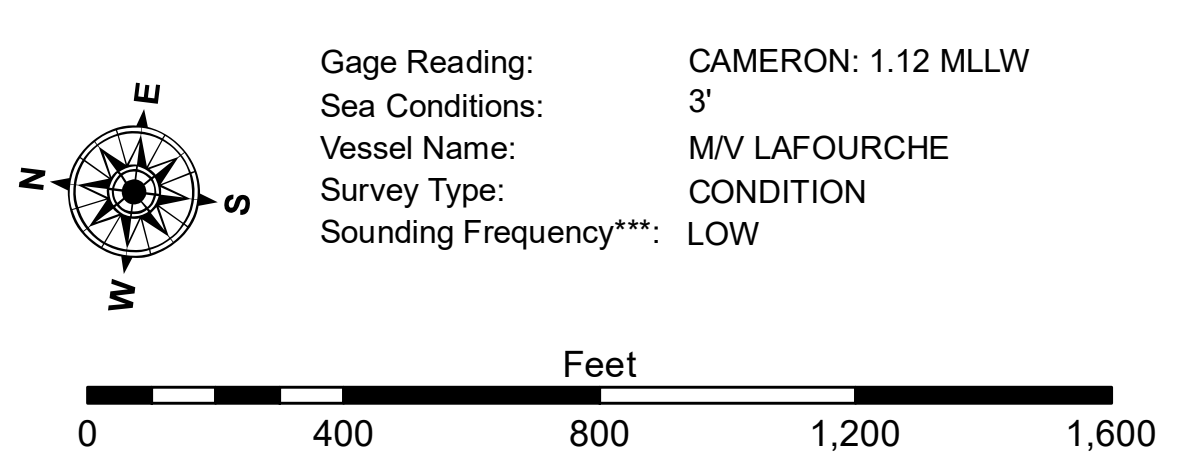 E
N
S
W
Gage Reading: CAMERON: 1.12 MLLW
Sea Conditions: 3'
Vessel Name: M/V LAFOURCHE
Survey Type: CONDITION
Sounding Frequency***: LOW
Feet
0 400 800 1,200 1,600